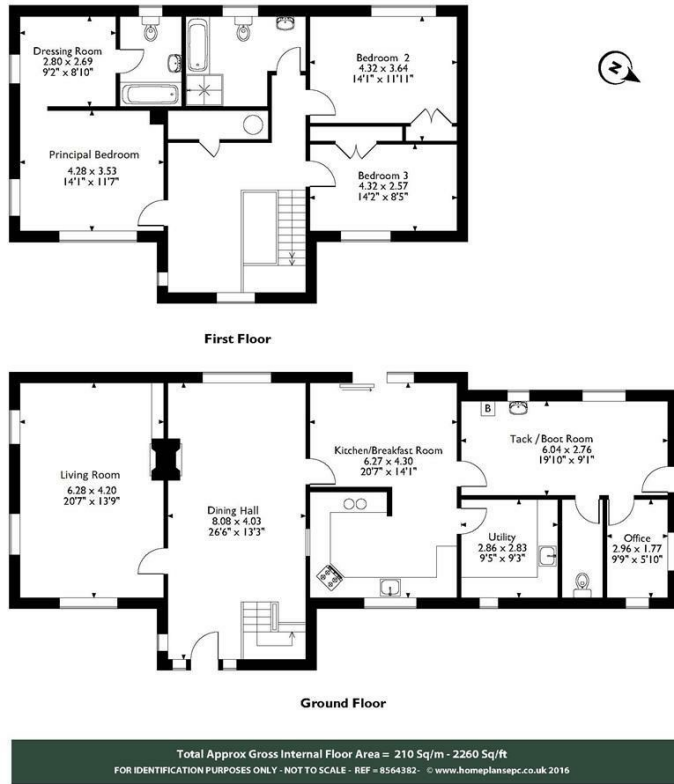 Dressing Room
2.80 x 2.69
9'2" x 8'10"
Bedroom 2
4.32 x 3.64
14'1" x 11'11"
N
Principal Bedroom
4.28 x 3.53
14'1" x 11'7"
Bedroom 3
4.32 x 2.57
14'2" x 8'5"
First Floor
B
Tack /Boot Room
6.04 x 2.76
19'10" x 9'1"
Kitchen/Breakfast Room
6.27 x 4.30
20'7" x 14'1"
Living Room
6.28 x 4.20
20'7" x 13'9"
Dining Hall
8.08 x 4.03
26'6" x 13'3"
Utility
2.86 x 2.83
9'5" x 9'3"
Office
2.96 x 1.77
9'9" x 5'10"
Ground Floor
Total Approx Gross Internal Floor Area = 210 Sq/m - 2260 Sq/ft
FOR IDENTIFICATION PURPOSES ONLY - NOT TO SCALE - REF = 8564382- © www.homeplansepc.co.uk 2016